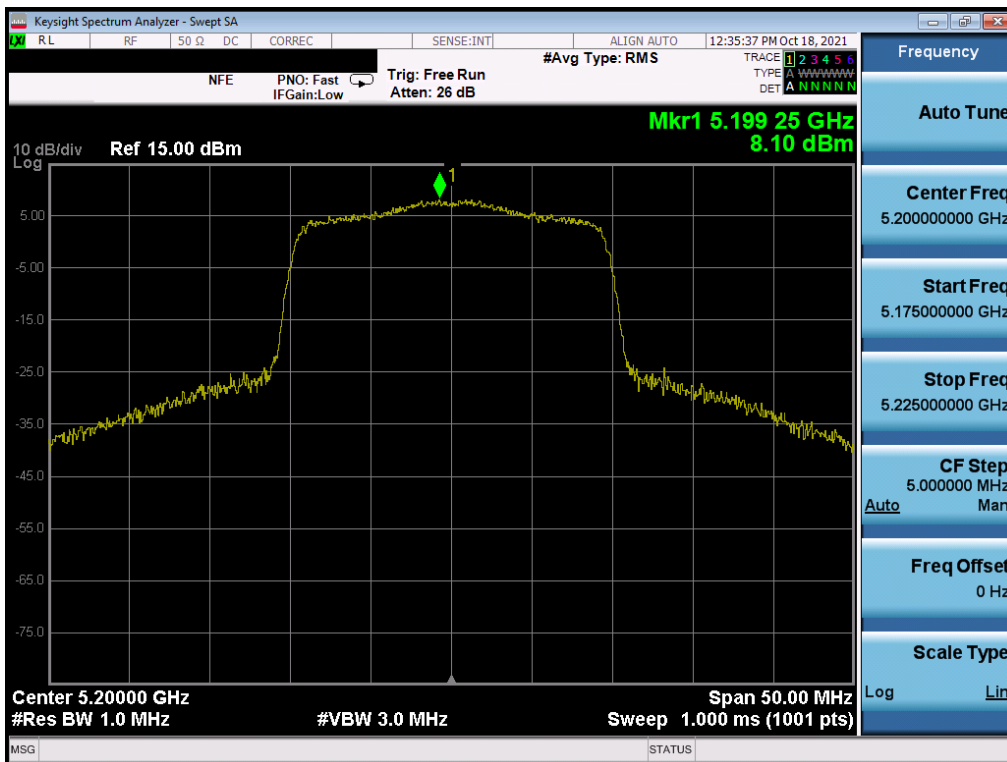 Keysight Spectrum Analyzer - Swept SA
LXI RL RF 50 Ω DC CORREC SENSE:INT ALIGN AUTO 12:35:37 PM Oct 18, 2021
NFE PNO: Fast Trig: Free Run #Avg Type: RMS TRACE 1 2 3 4 5 6
IFGain:Low Atten: 26 dB TYPE A WWWWW
DET A N N N N N
Mkr1 5.199 25 GHz
8.10 dBm
10 dB/div Ref 15.00 dBm
Log
1
5.00
-5.00
-15.0
-25.0
-35.0
-45.0
-55.0
-65.0
-75.0
Center 5.20000 GHz Span 50.00 MHz
#Res BW 1.0 MHz #VBW 3.0 MHz Sweep 1.000 ms (1001 pts)
MSG STATUS
Frequency
Auto Tune
Center Freq
5.200000000 GHz
Start Freq
5.175000000 GHz
Stop Freq
5.225000000 GHz
CF Step
5.000000 MHz
Auto Man
Freq Offset
0 Hz
Scale Type
Log Lin